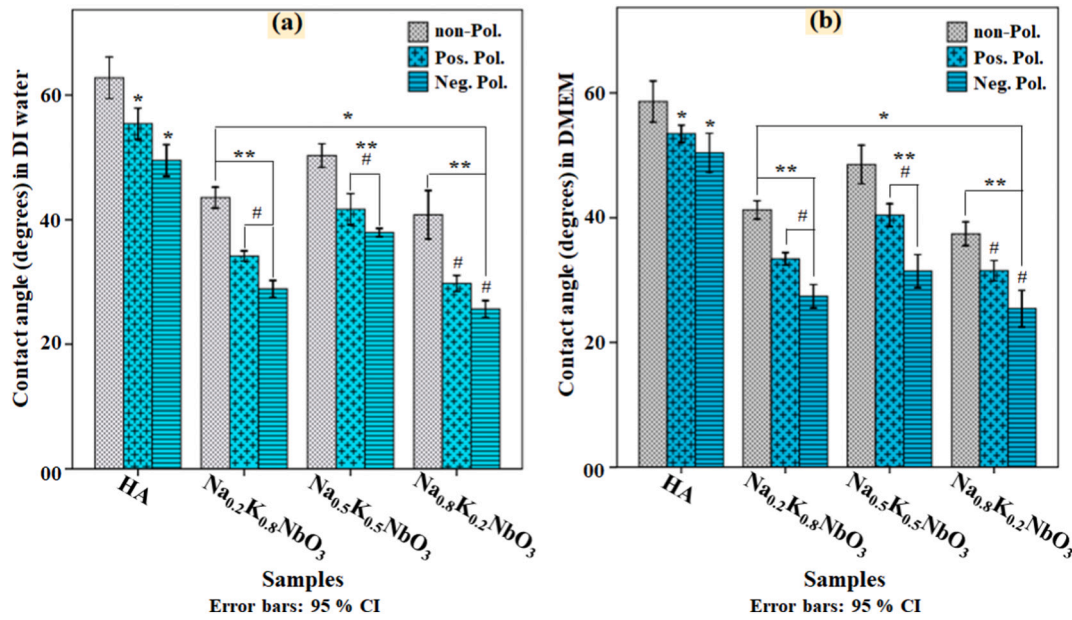 (a)
non-Pol.
Pos. Pol.
Neg. Pol.
Contact angle (degrees) in DI water
60
40
20
00
*
*
**
#
*
**
#
**
#
#
HA
Na0.2K0.8NbO3
Na0.5K0.5NbO3
Na0.8K0.2NbO3
Samples
Error bars: 95 % CI
(b)
non-Pol.
Pos. Pol.
Neg. Pol.
Contact angle (degrees) in DMEM
60
40
20
00
*
*
**
#
*
**
#
**
#
#
HA
Na0.2K0.8NbO3
Na0.5K0.5NbO3
Na0.8K0.2NbO3
Samples
Error bars: 95 % CI